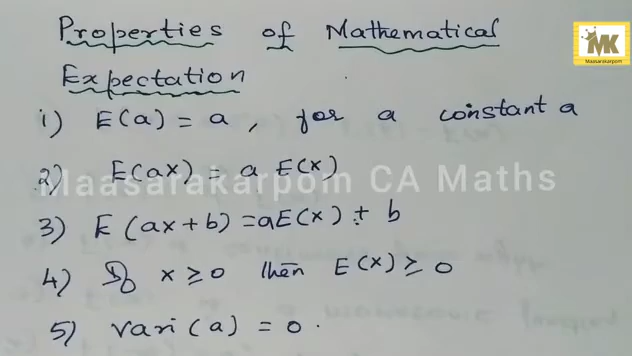 Properties of Mathematical
Expectation
1) E(a) = a, for a constant a
2) E(ax) = a E(x)
3) E(ax+b) = aE(x) + b
4) If x ≥ 0 then E(x) ≥ 0
5) vari(a) = 0.
MK
Maasarakarpom
Maasarakarpom CA Maths